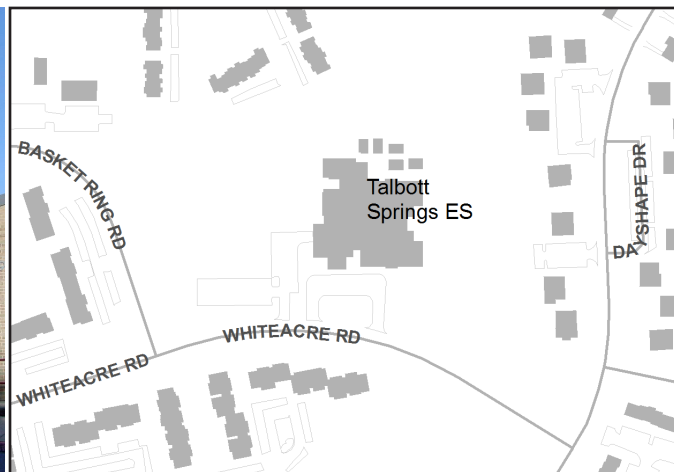 BASKET RING RD
Talbott
Springs ES
DAYSHAPE DR
WHITEACRE RD
WHITEACRE RD